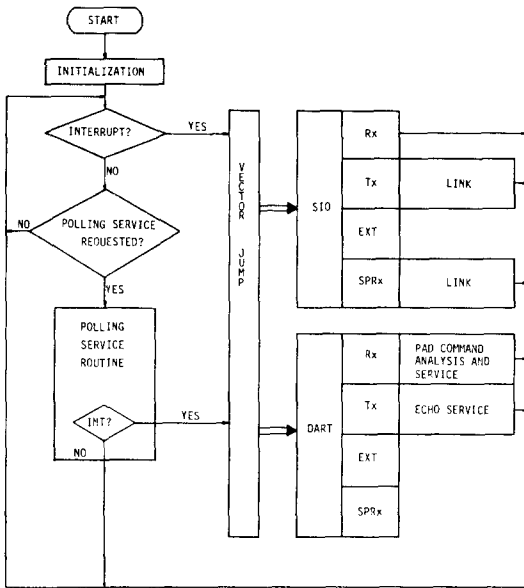 START
INITIALIZATION
INTERRUPT?
YES
NO
POLLING SERVICE
REQUESTED?
NO
YES
POLLING
SERVICE
ROUTINE
INT?
YES
NO
VECTOR
JUMP
SIO
Rx
Tx
LINK
EXT
SPRx
LINK
DART
Rx
PAD COMMAND
ANALYSIS AND
SERVICE
Tx
ECHO SERVICE
EXT
SPRx